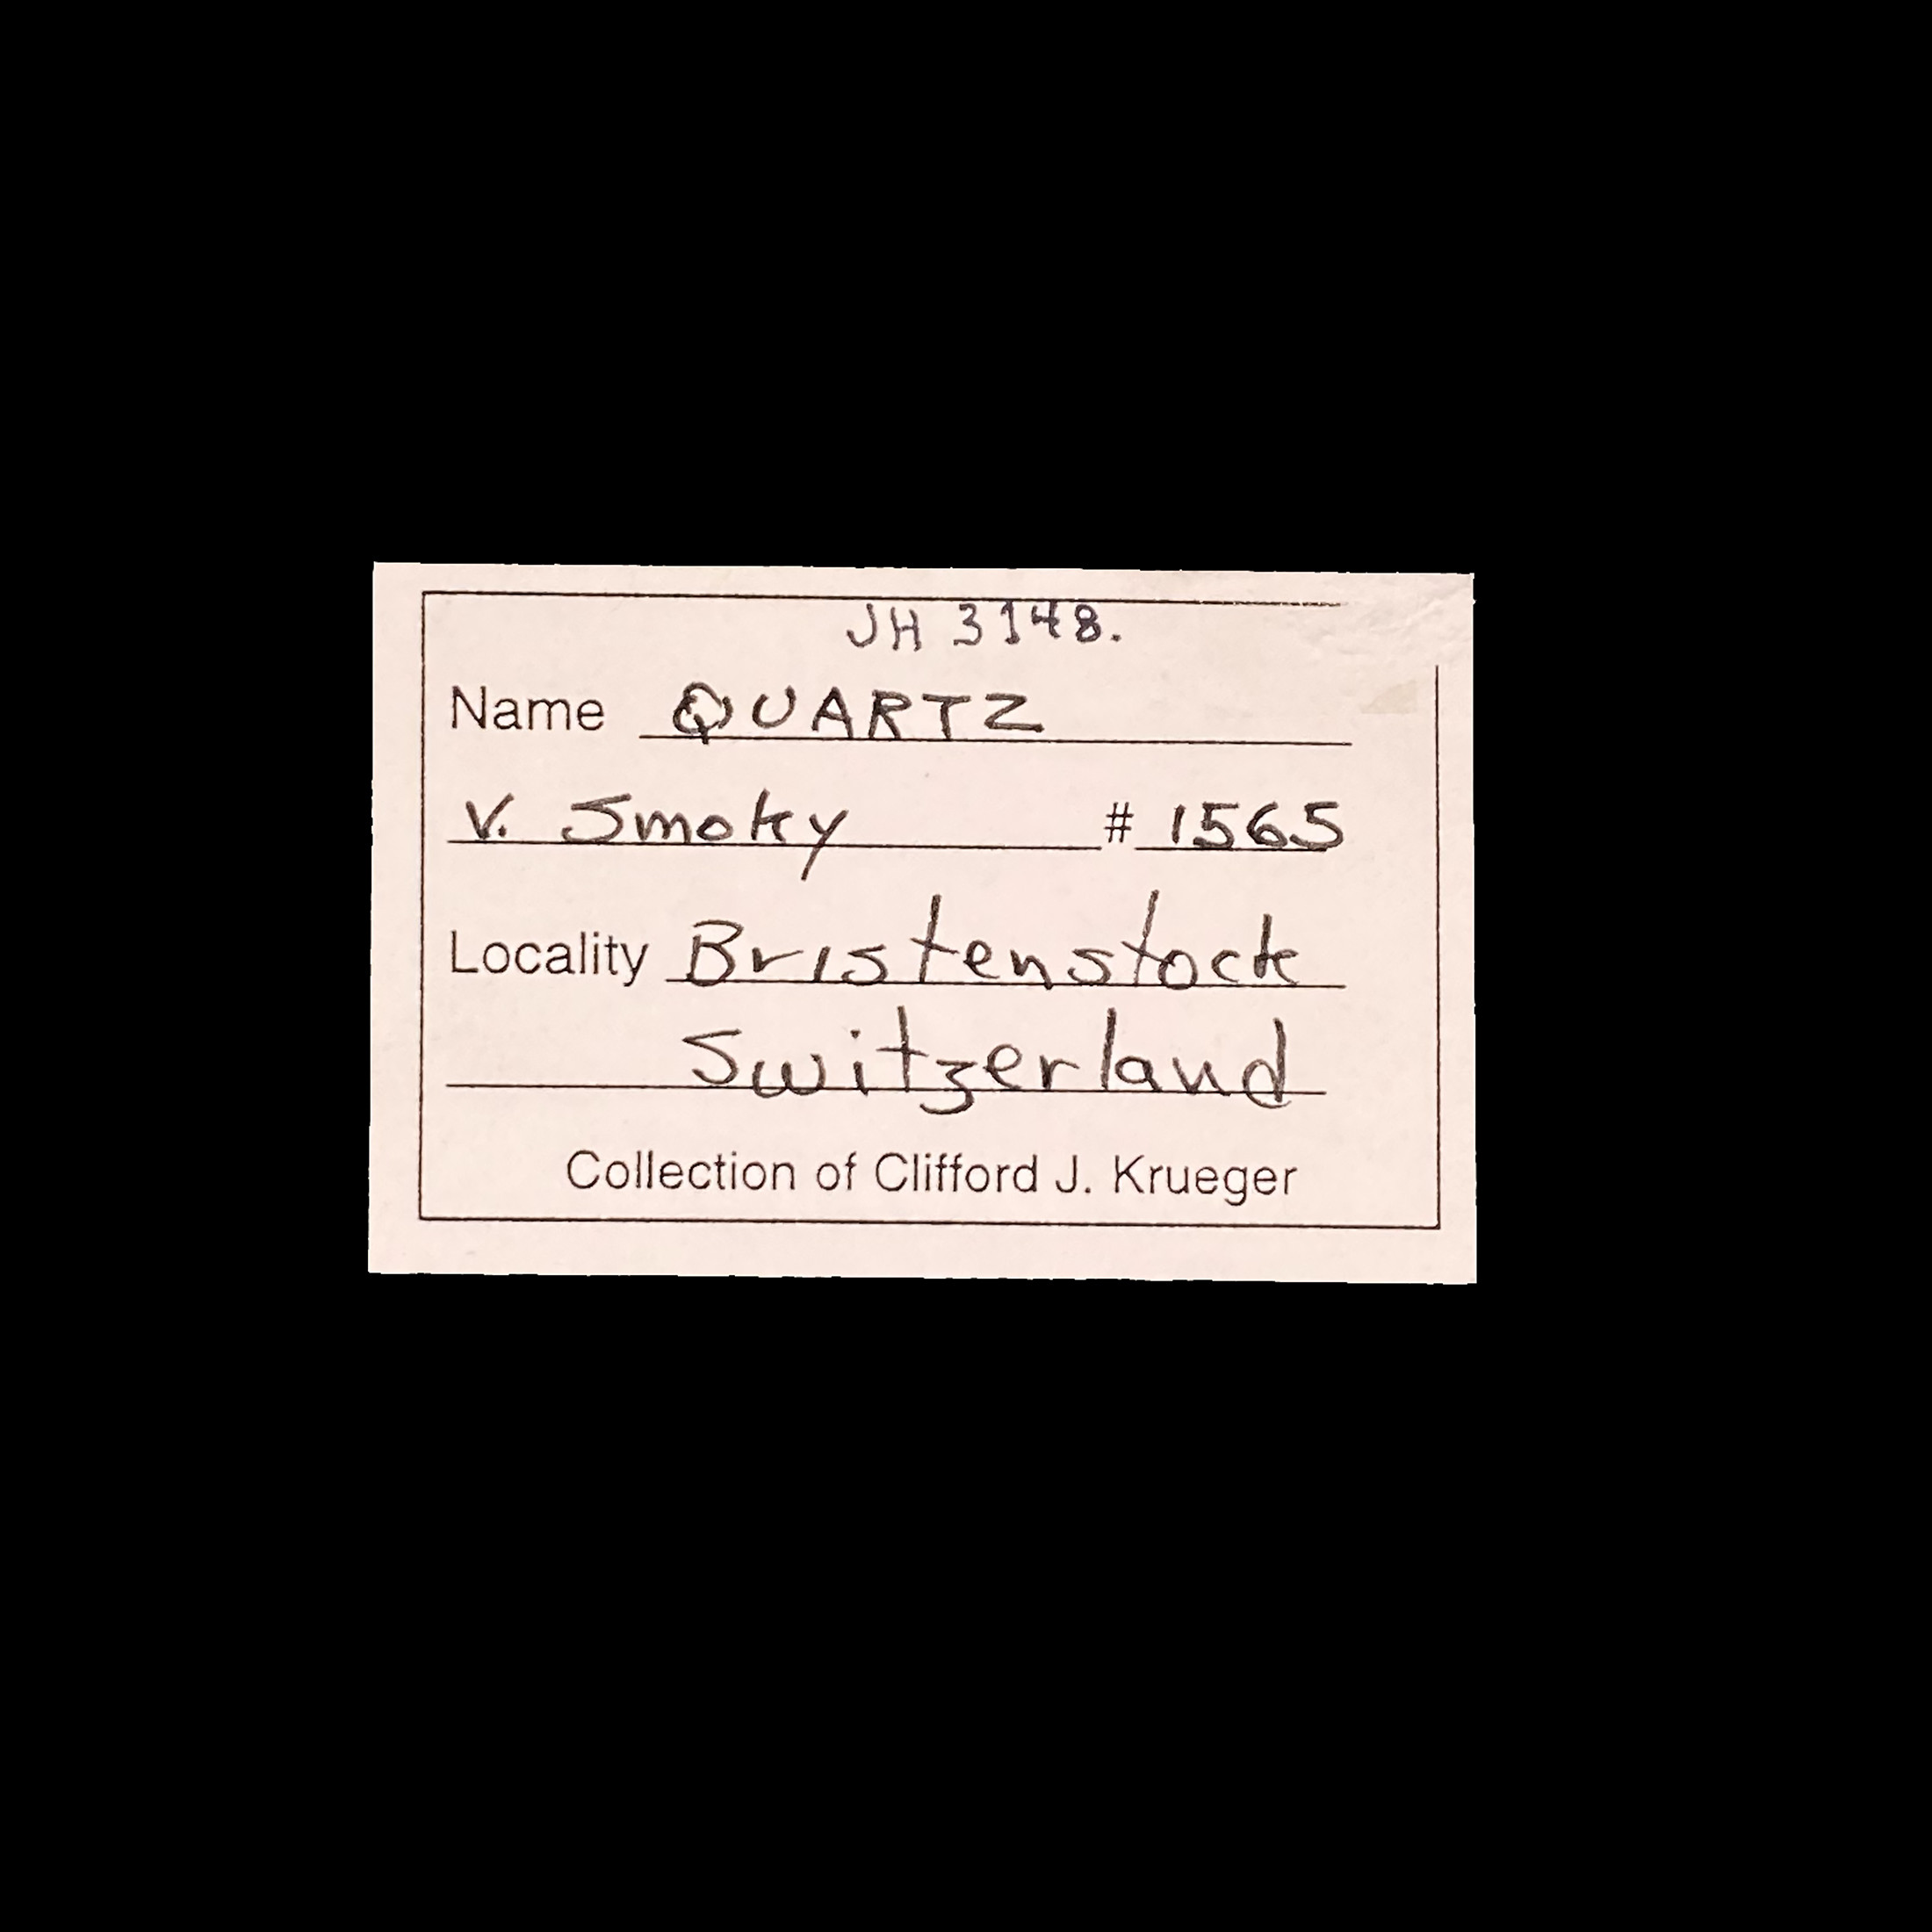 JH 3148.
Name QUARTZ
v. Smoky # 1565
Locality Bristenstock
Switzerland
Collection of Clifford J. Krueger